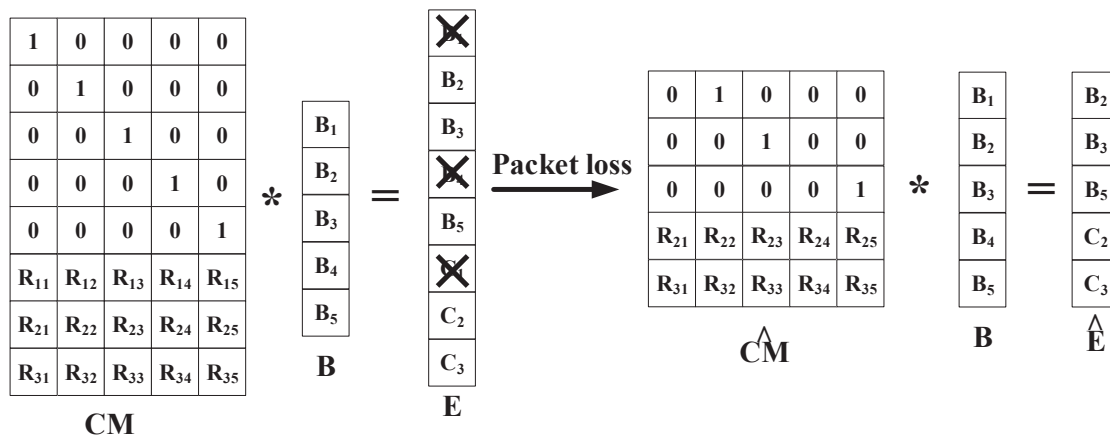 1 0 0 0 0
0 1 0 0 0
0 0 1 0 0
0 0 0 1 0
0 0 0 0 1
R₁₁ R₁₂ R₁₃ R₁₄ R₁₅
R₂₁ R₂₂ R₂₃ R₂₄ R₂₅
R₃₁ R₃₂ R₃₃ R₃₄ R₃₅
CM
*
B₁
B₂
B₃
B₄
B₅
B
=
B₂
B₃
B₅
C₂
C₃
E
Packet loss
0 1 0 0 0
0 0 1 0 0
0 0 0 0 1
R₂₁ R₂₂ R₂₃ R₂₄ R₂₅
R₃₁ R₃₂ R₃₃ R₃₄ R₃₅
^
CM
*
B₁
B₂
B₃
B₄
B₅
B
=
B₂
B₃
B₅
C₂
C₃
^
E